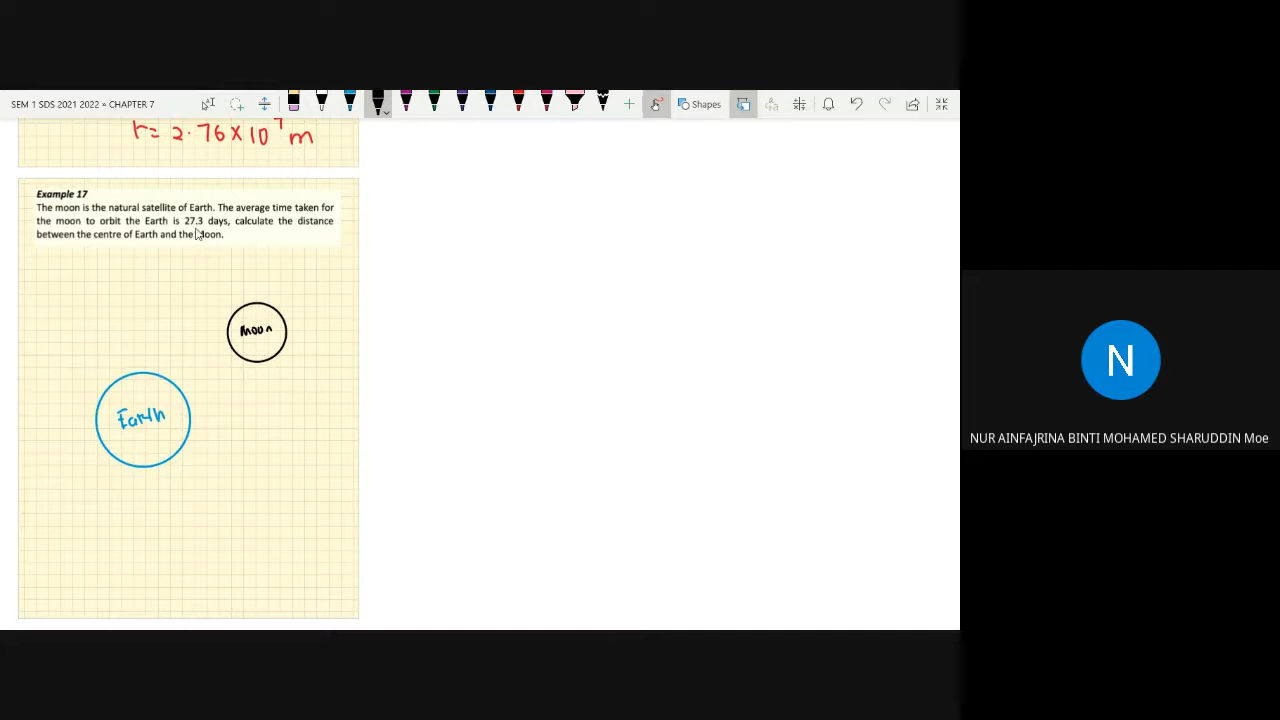 SEM 1 SDS 2021 2022 » CHAPTER 7
Shapes
r = 2.76 × 10⁷ m
Example 17
The moon is the natural satellite of Earth. The average time taken for
the moon to orbit the Earth is 27.3 days, calculate the distance
between the centre of Earth and the Moon.
Moon
Earth
N
NUR AINFAJRINA BINTI MOHAMED SHARUDDIN Moe